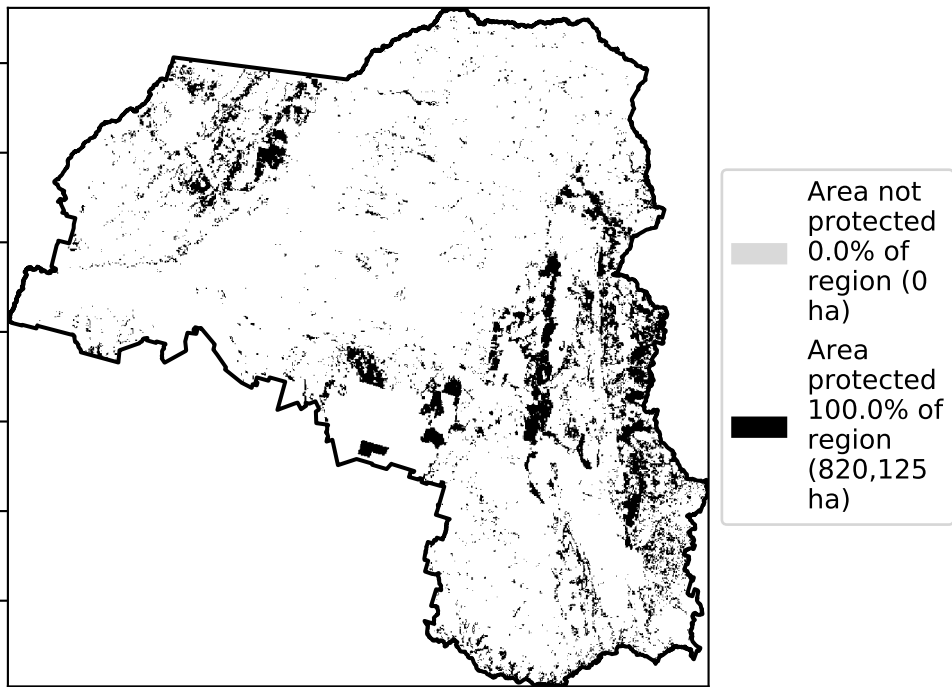 Area not
protected
0.0% of
region (0
ha)
Area
protected
100.0% of
region
(820,125
ha)